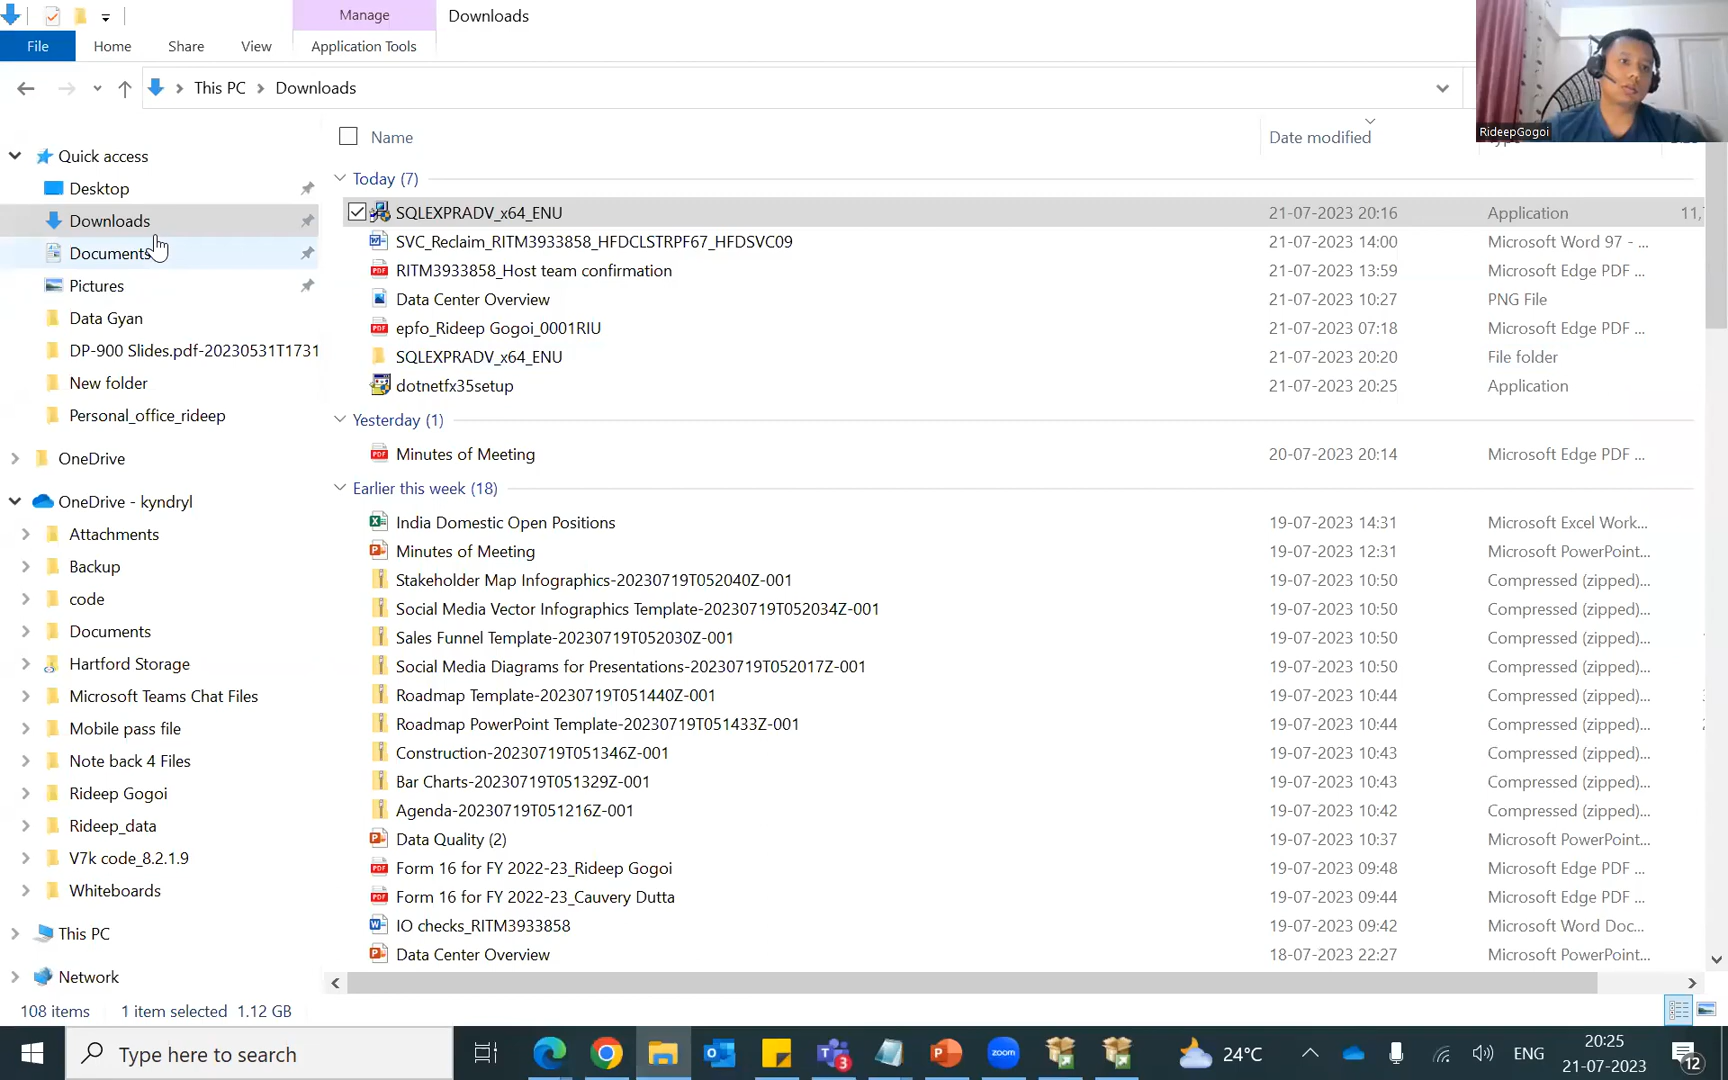 Manage
Downloads
File
Home
Share
View
Application Tools
This PC
Downloads
RideepGogoi
Name
Date modified
Quick access
Desktop
Downloads
Documents
Pictures
Data Gyan
DP-900 Slides.pdf-20230531T1731
New folder
Personal_office_rideep
OneDrive
OneDrive - kyndryl
Attachments
Backup
code
Documents
Hartford Storage
Microsoft Teams Chat Files
Mobile pass file
Note back 4 Files
Rideep Gogoi
Rideep_data
V7k code_8.2.1.9
Whiteboards
This PC
Network
Today (7)
SQLEXPRADV_x64_ENU 21-07-2023 20:16 Application 11,
SVC_Reclaim_RITM3933858_HFDCLSTRPF67_HFDSVC09 21-07-2023 14:00 Microsoft Word 97 - ...
RITM3933858_Host team confirmation 21-07-2023 13:59 Microsoft Edge PDF ...
Data Center Overview 21-07-2023 10:27 PNG File
epfo_Rideep Gogoi_0001RIU 21-07-2023 07:18 Microsoft Edge PDF ...
SQLEXPRADV_x64_ENU 21-07-2023 20:20 File folder
dotnetfx35setup 21-07-2023 20:25 Application
Yesterday (1)
Minutes of Meeting 20-07-2023 20:14 Microsoft Edge PDF ...
Earlier this week (18)
India Domestic Open Positions 19-07-2023 14:31 Microsoft Excel Work...
Minutes of Meeting 19-07-2023 12:31 Microsoft PowerPoint...
Stakeholder Map Infographics-20230719T052040Z-001 19-07-2023 10:50 Compressed (zipped)...
Social Media Vector Infographics Template-20230719T052034Z-001 19-07-2023 10:50 Compressed (zipped)...
Sales Funnel Template-20230719T052030Z-001 19-07-2023 10:50 Compressed (zipped)...
Social Media Diagrams for Presentations-20230719T052017Z-001 19-07-2023 10:50 Compressed (zipped)...
Roadmap Template-20230719T051440Z-001 19-07-2023 10:44 Compressed (zipped)...
Roadmap PowerPoint Template-20230719T051433Z-001 19-07-2023 10:44 Compressed (zipped)...
Construction-20230719T051346Z-001 19-07-2023 10:43 Compressed (zipped)...
Bar Charts-20230719T051329Z-001 19-07-2023 10:43 Compressed (zipped)...
Agenda-20230719T051216Z-001 19-07-2023 10:42 Compressed (zipped)...
Data Quality (2) 19-07-2023 10:37 Microsoft PowerPoint...
Form 16 for FY 2022-23_Rideep Gogoi 19-07-2023 09:48 Microsoft Edge PDF ...
Form 16 for FY 2022-23_Cauvery Dutta 19-07-2023 09:44 Microsoft Edge PDF ...
IO checks_RITM3933858 19-07-2023 09:42 Microsoft Word Doc...
Data Center Overview 18-07-2023 22:27 Microsoft PowerPoint...
108 items 1 item selected 1.12 GB
Type here to search
3
zoom
24°C
ENG
20:25
21-07-2023
12